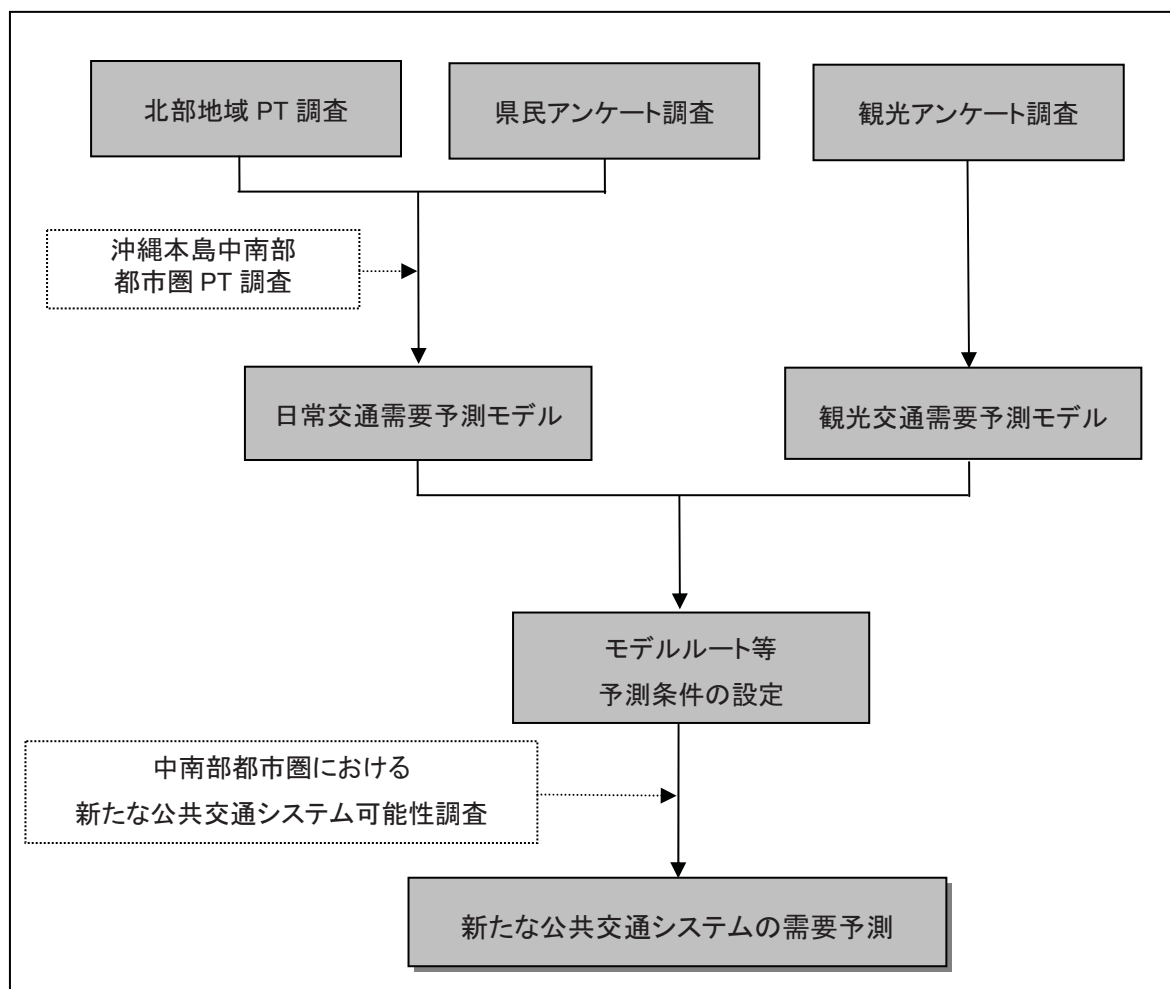 北部地域 PT 調査
県民アンケート調査
観光アンケート調査
沖縄本島中南部
都市圏 PT 調査
日常交通需要予測モデル
観光交通需要予測モデル
モデルルート等
予測条件の設定
中南部都市圏における
新たな公共交通システム可能性調査
新たな公共交通システムの需要予測